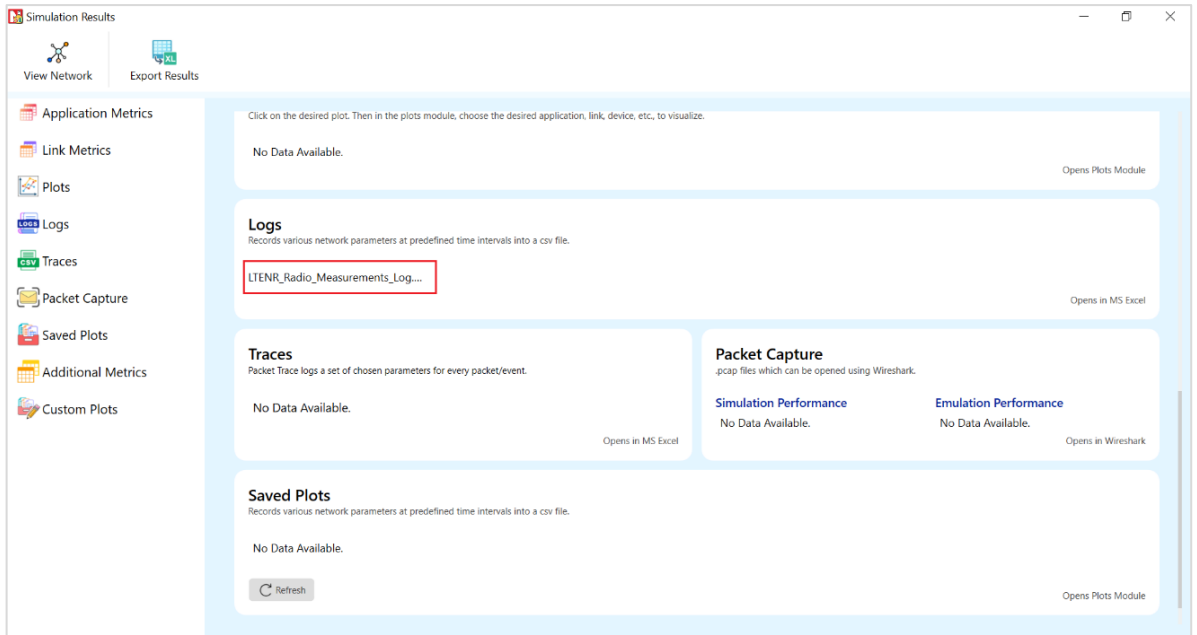 Simulation Results
View Network
Export Results
Application Metrics
Link Metrics
Plots
LOGS Logs
CSV Traces
Packet Capture
Saved Plots
Additional Metrics
Custom Plots
Click on the desired plot. Then in the plots module, choose the desired application, link, device, etc., to visualize.
No Data Available.
Opens Plots Module
Logs
Records various network parameters at predefined time intervals into a csv file.
LTENR_Radio_Measurements_Log....
Opens in MS Excel
Traces
Packet Trace logs a set of chosen parameters for every packet/event.
No Data Available.
Opens in MS Excel
Packet Capture
.pcap files which can be opened using Wireshark.
Simulation Performance
No Data Available.
Emulation Performance
No Data Available.
Opens in Wireshark
Saved Plots
Records various network parameters at predefined time intervals into a csv file.
No Data Available.
Refresh
Opens Plots Module